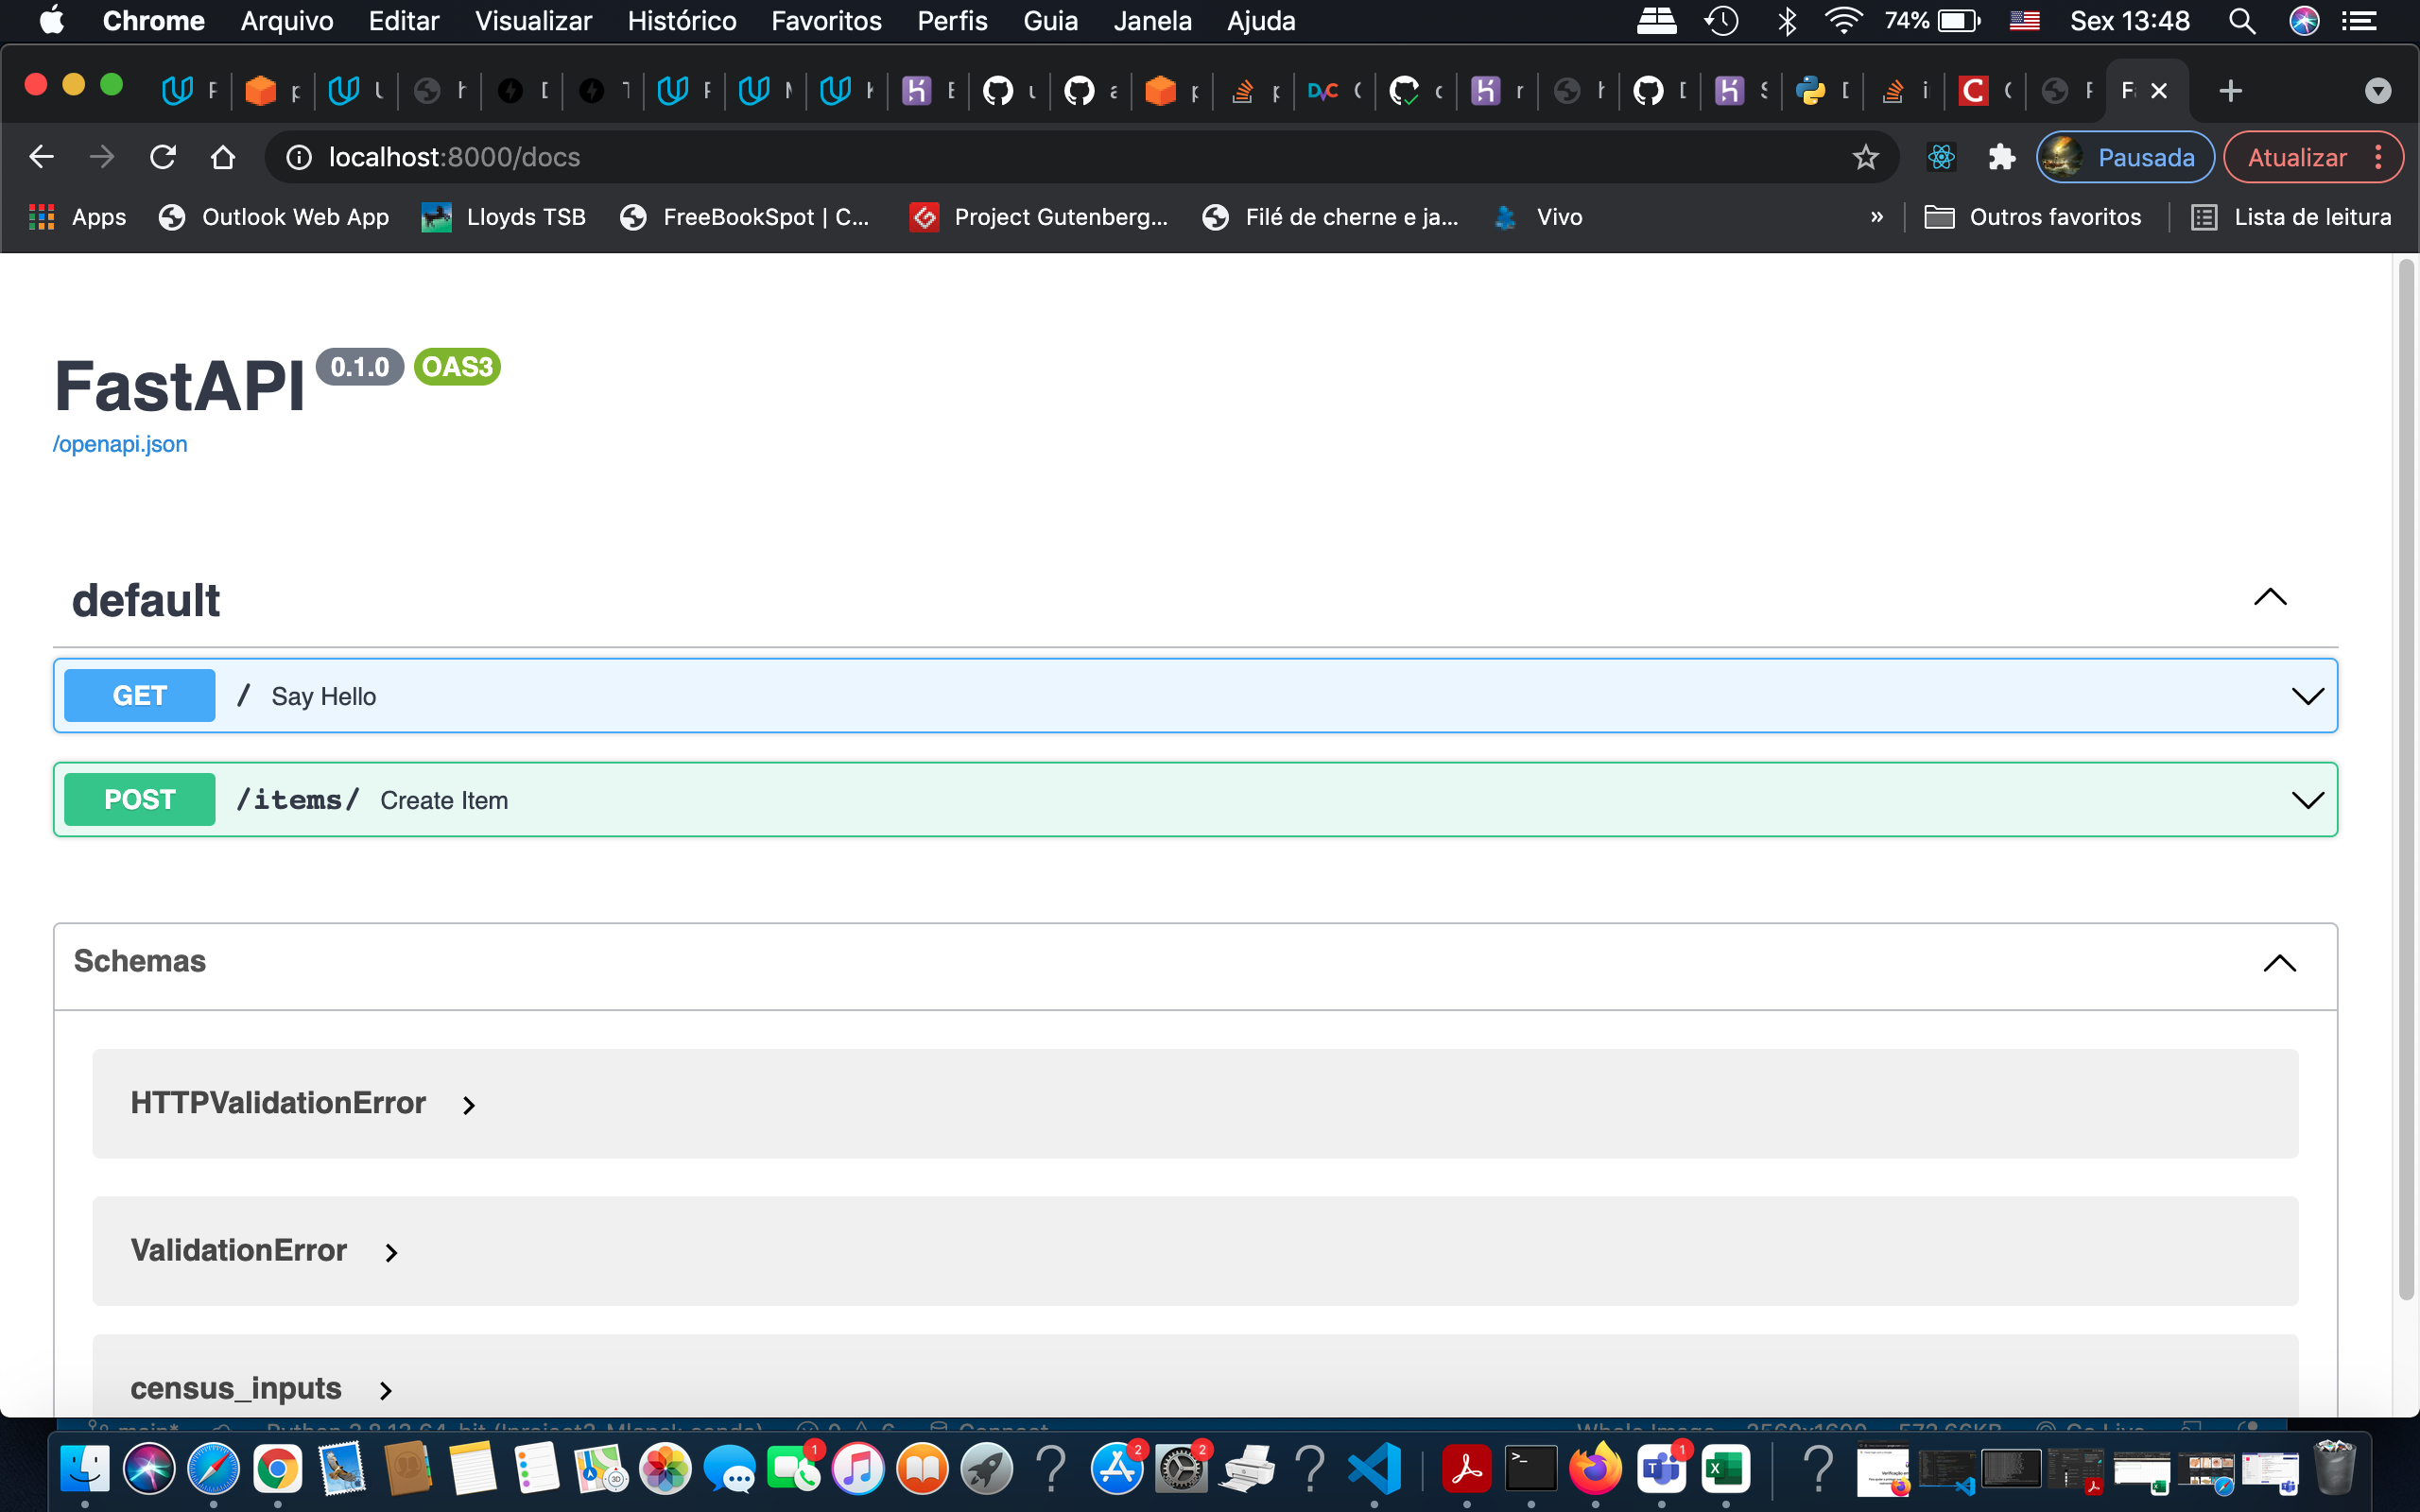 Chrome Arquivo Editar Visualizar Histórico Favoritos Perfis Guia Janela Ajuda 74% Sex 13:48
localhost:8000/docs Pausada Atualizar
Apps Outlook Web App Lloyds TSB FreeBookSpot | C... Project Gutenberg... Filé de cherne e ja... Vivo » Outros favoritos Lista de leitura
FastAPI 0.1.0 OAS3
/openapi.json
default
GET / Say Hello
POST /items/ Create Item
Schemas
HTTPValidationError
ValidationError
census_inputs